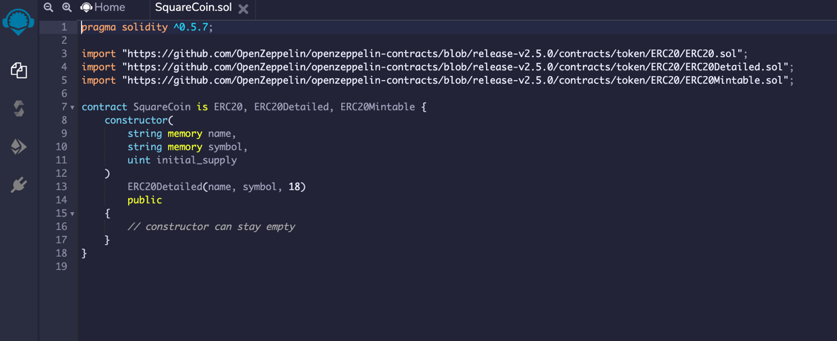 Home
SquareCoin.sol
1 pragma solidity ^0.5.7;
2
3 import "https://github.com/OpenZeppelin/openzeppelin-contracts/blob/release-v2.5.0/contracts/token/ERC20/ERC20.sol";
4 import "https://github.com/OpenZeppelin/openzeppelin-contracts/blob/release-v2.5.0/contracts/token/ERC20/ERC20Detailed.sol";
5 import "https://github.com/OpenZeppelin/openzeppelin-contracts/blob/release-v2.5.0/contracts/token/ERC20/ERC20Mintable.sol";
6
7 contract SquareCoin is ERC20, ERC20Detailed, ERC20Mintable {
8     constructor(
9         string memory name,
10         string memory symbol,
11         uint initial_supply
12     )
13         ERC20Detailed(name, symbol, 18)
14         public
15     {
16         // constructor can stay empty
17     }
18 }
19